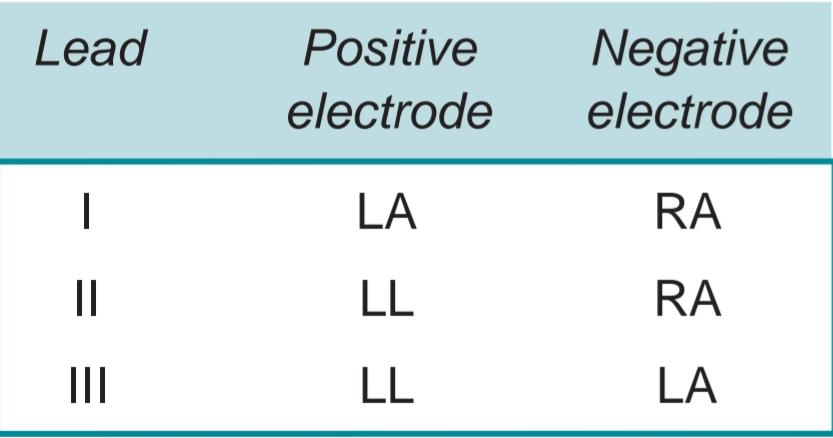 Lead Positive electrode Negative electrode
I LA RA
II LL RA
III LL LA